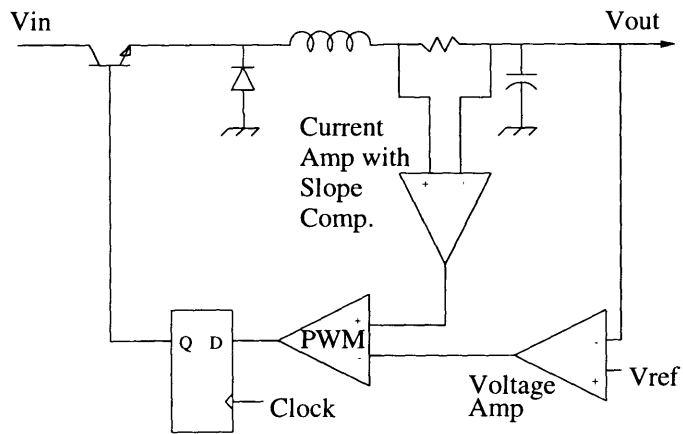 Vin
Vout
Current
Amp with
Slope
Comp.
+ -
Q D
PWM
+
-
Voltage
Amp
-
+
Vref
Clock